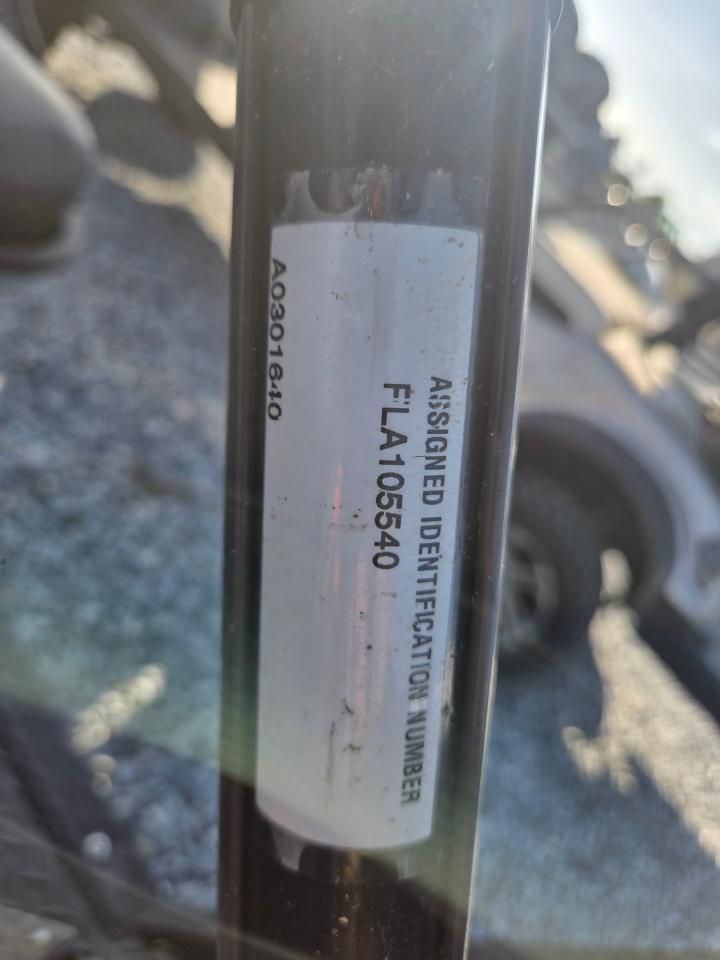 ASSIGNED IDENTIFICATION NUMBER
FLA105540
A0301640